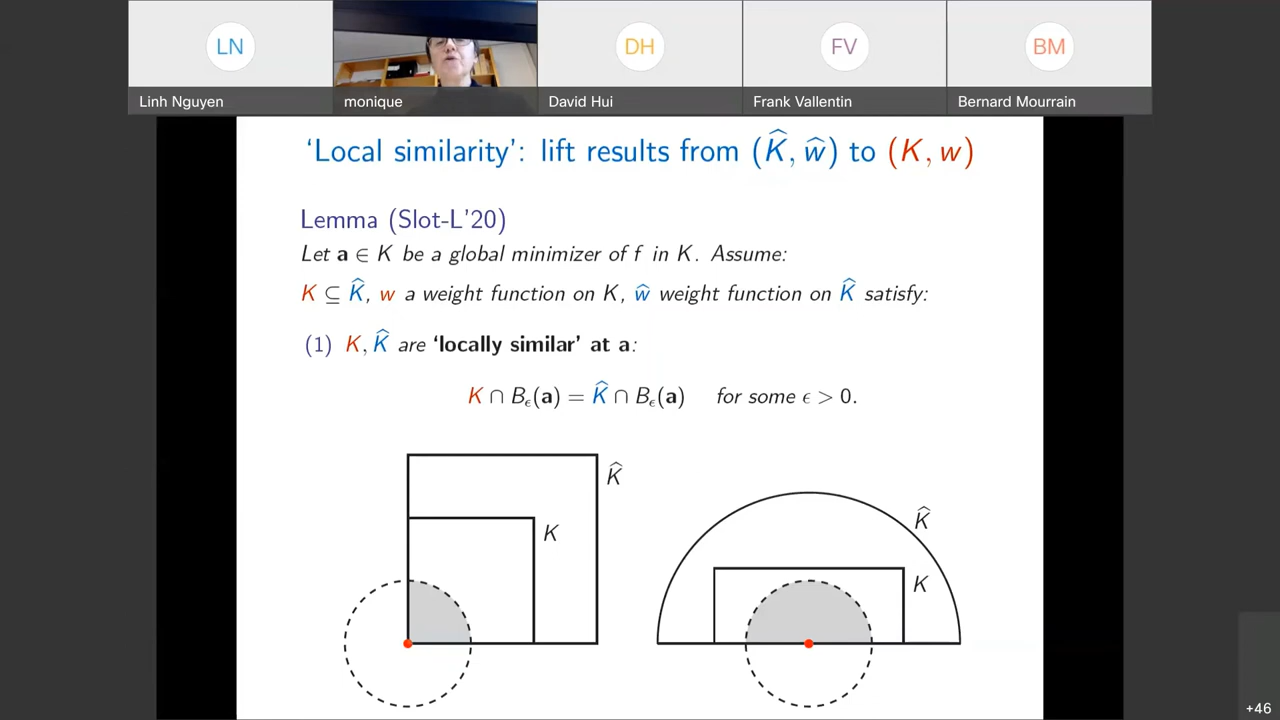 LN
DH
FV
BM
Linh Nguyen
monique
David Hui
Frank Vallentin
Bernard Mourrain
‘Local similarity’: lift results from (K̂, ŵ) to (K, w)
Lemma (Slot-L’20)
Let a ∈ K be a global minimizer of f in K. Assume:
K ⊆ K̂, w a weight function on K, ŵ weight function on K̂ satisfy:
(1) K, K̂ are ‘locally similar’ at a:
K ∩ Bϵ(a) = K̂ ∩ Bϵ(a) for some ϵ > 0.
K̂
K
K̂
K
+46